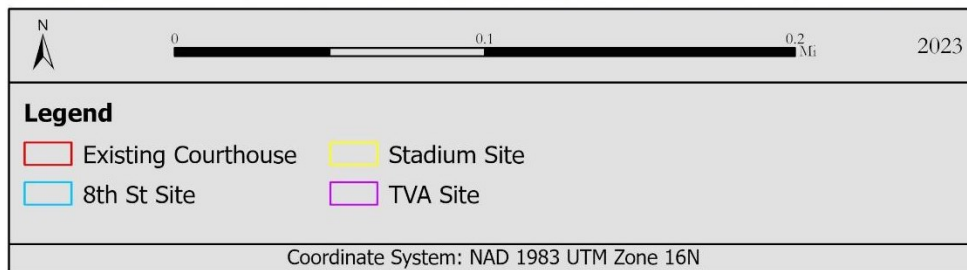 N
0 0.1 0.2
Mi
2023
Legend
Existing Courthouse Stadium Site
8th St Site TVA Site
Coordinate System: NAD 1983 UTM Zone 16N